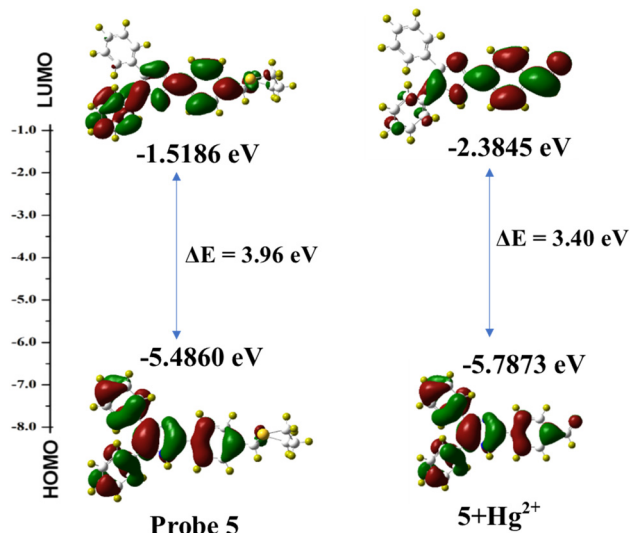 LUMO
-1.0
-2.0
-3.0
-4.0
-5.0
-6.0
-7.0
-8.0
HOMO
-1.5186 eV
ΔE = 3.96 eV
-5.4860 eV
Probe 5
-2.3845 eV
ΔE = 3.40 eV
-5.7873 eV
5+Hg²⁺